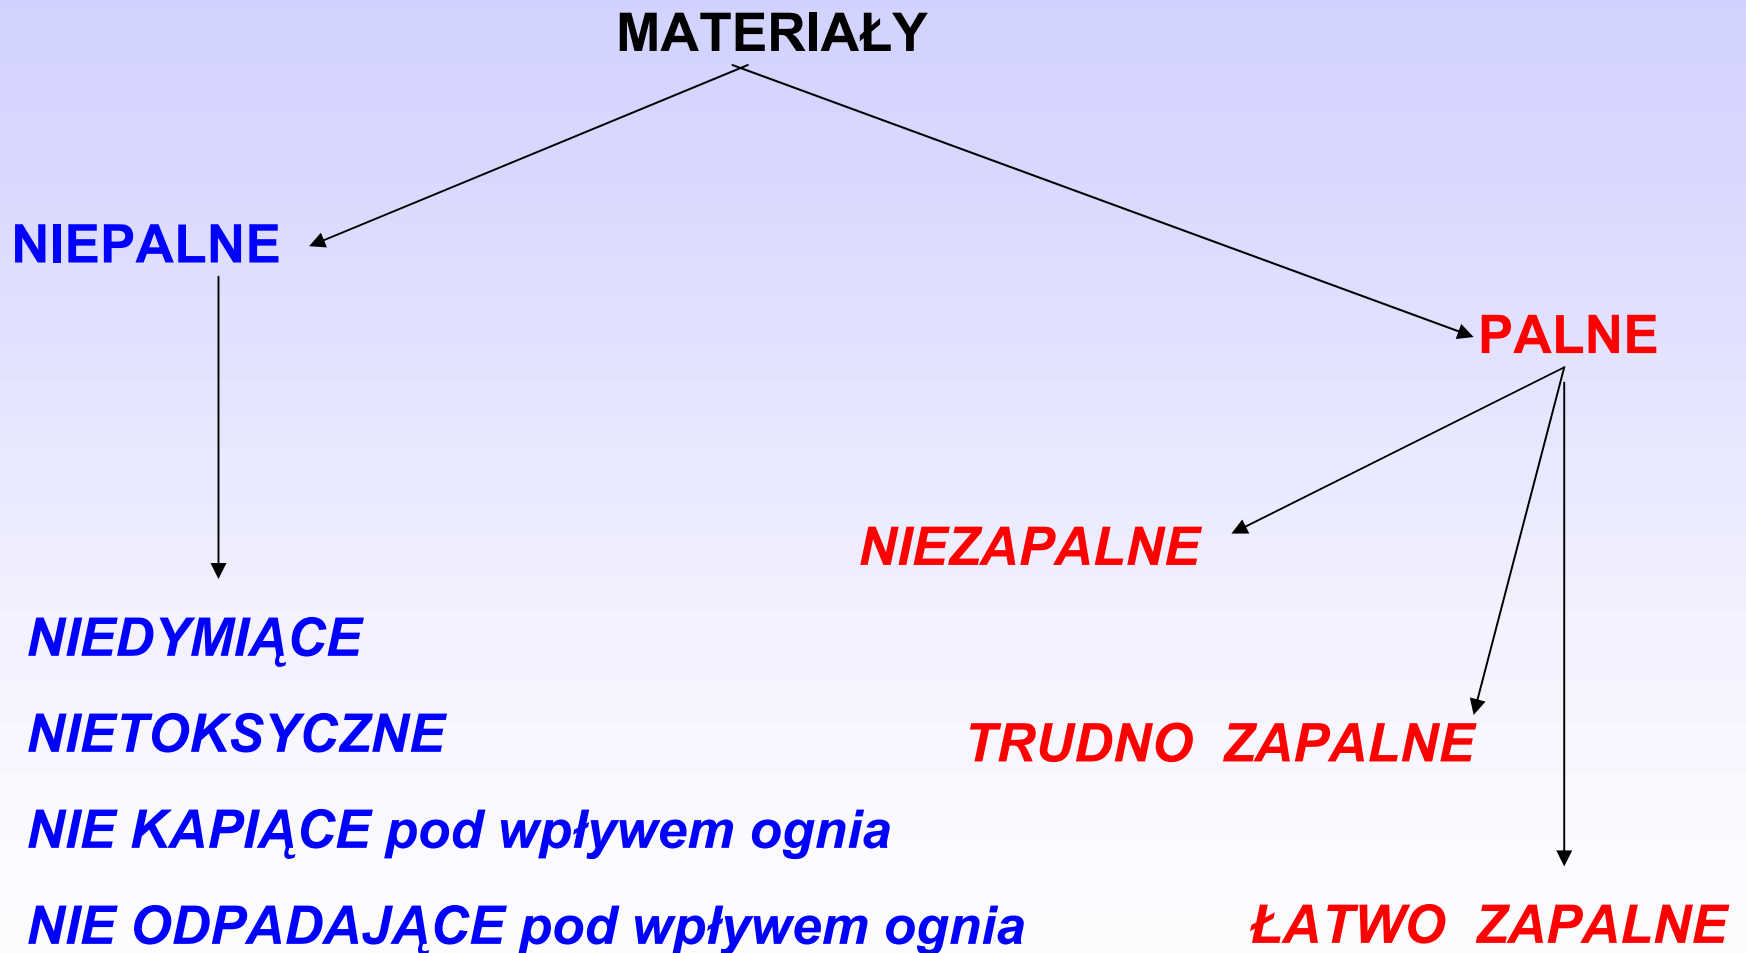 MATERIAŁY
NIEPALNE
PALNE
NIEZAPALNE
NIEDYMIĄCE
NIETOKSYCZNE
TRUDNO ZAPALNE
NIE KAPIĄCE pod wpływem ognia
NIE ODPADAJĄCE pod wpływem ognia
ŁATWO ZAPALNE